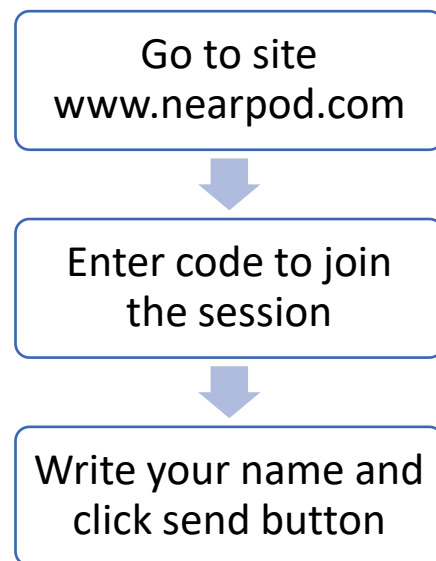 Go to site
www.nearpod.com
Enter code to join
the session
Write your name and
click send button